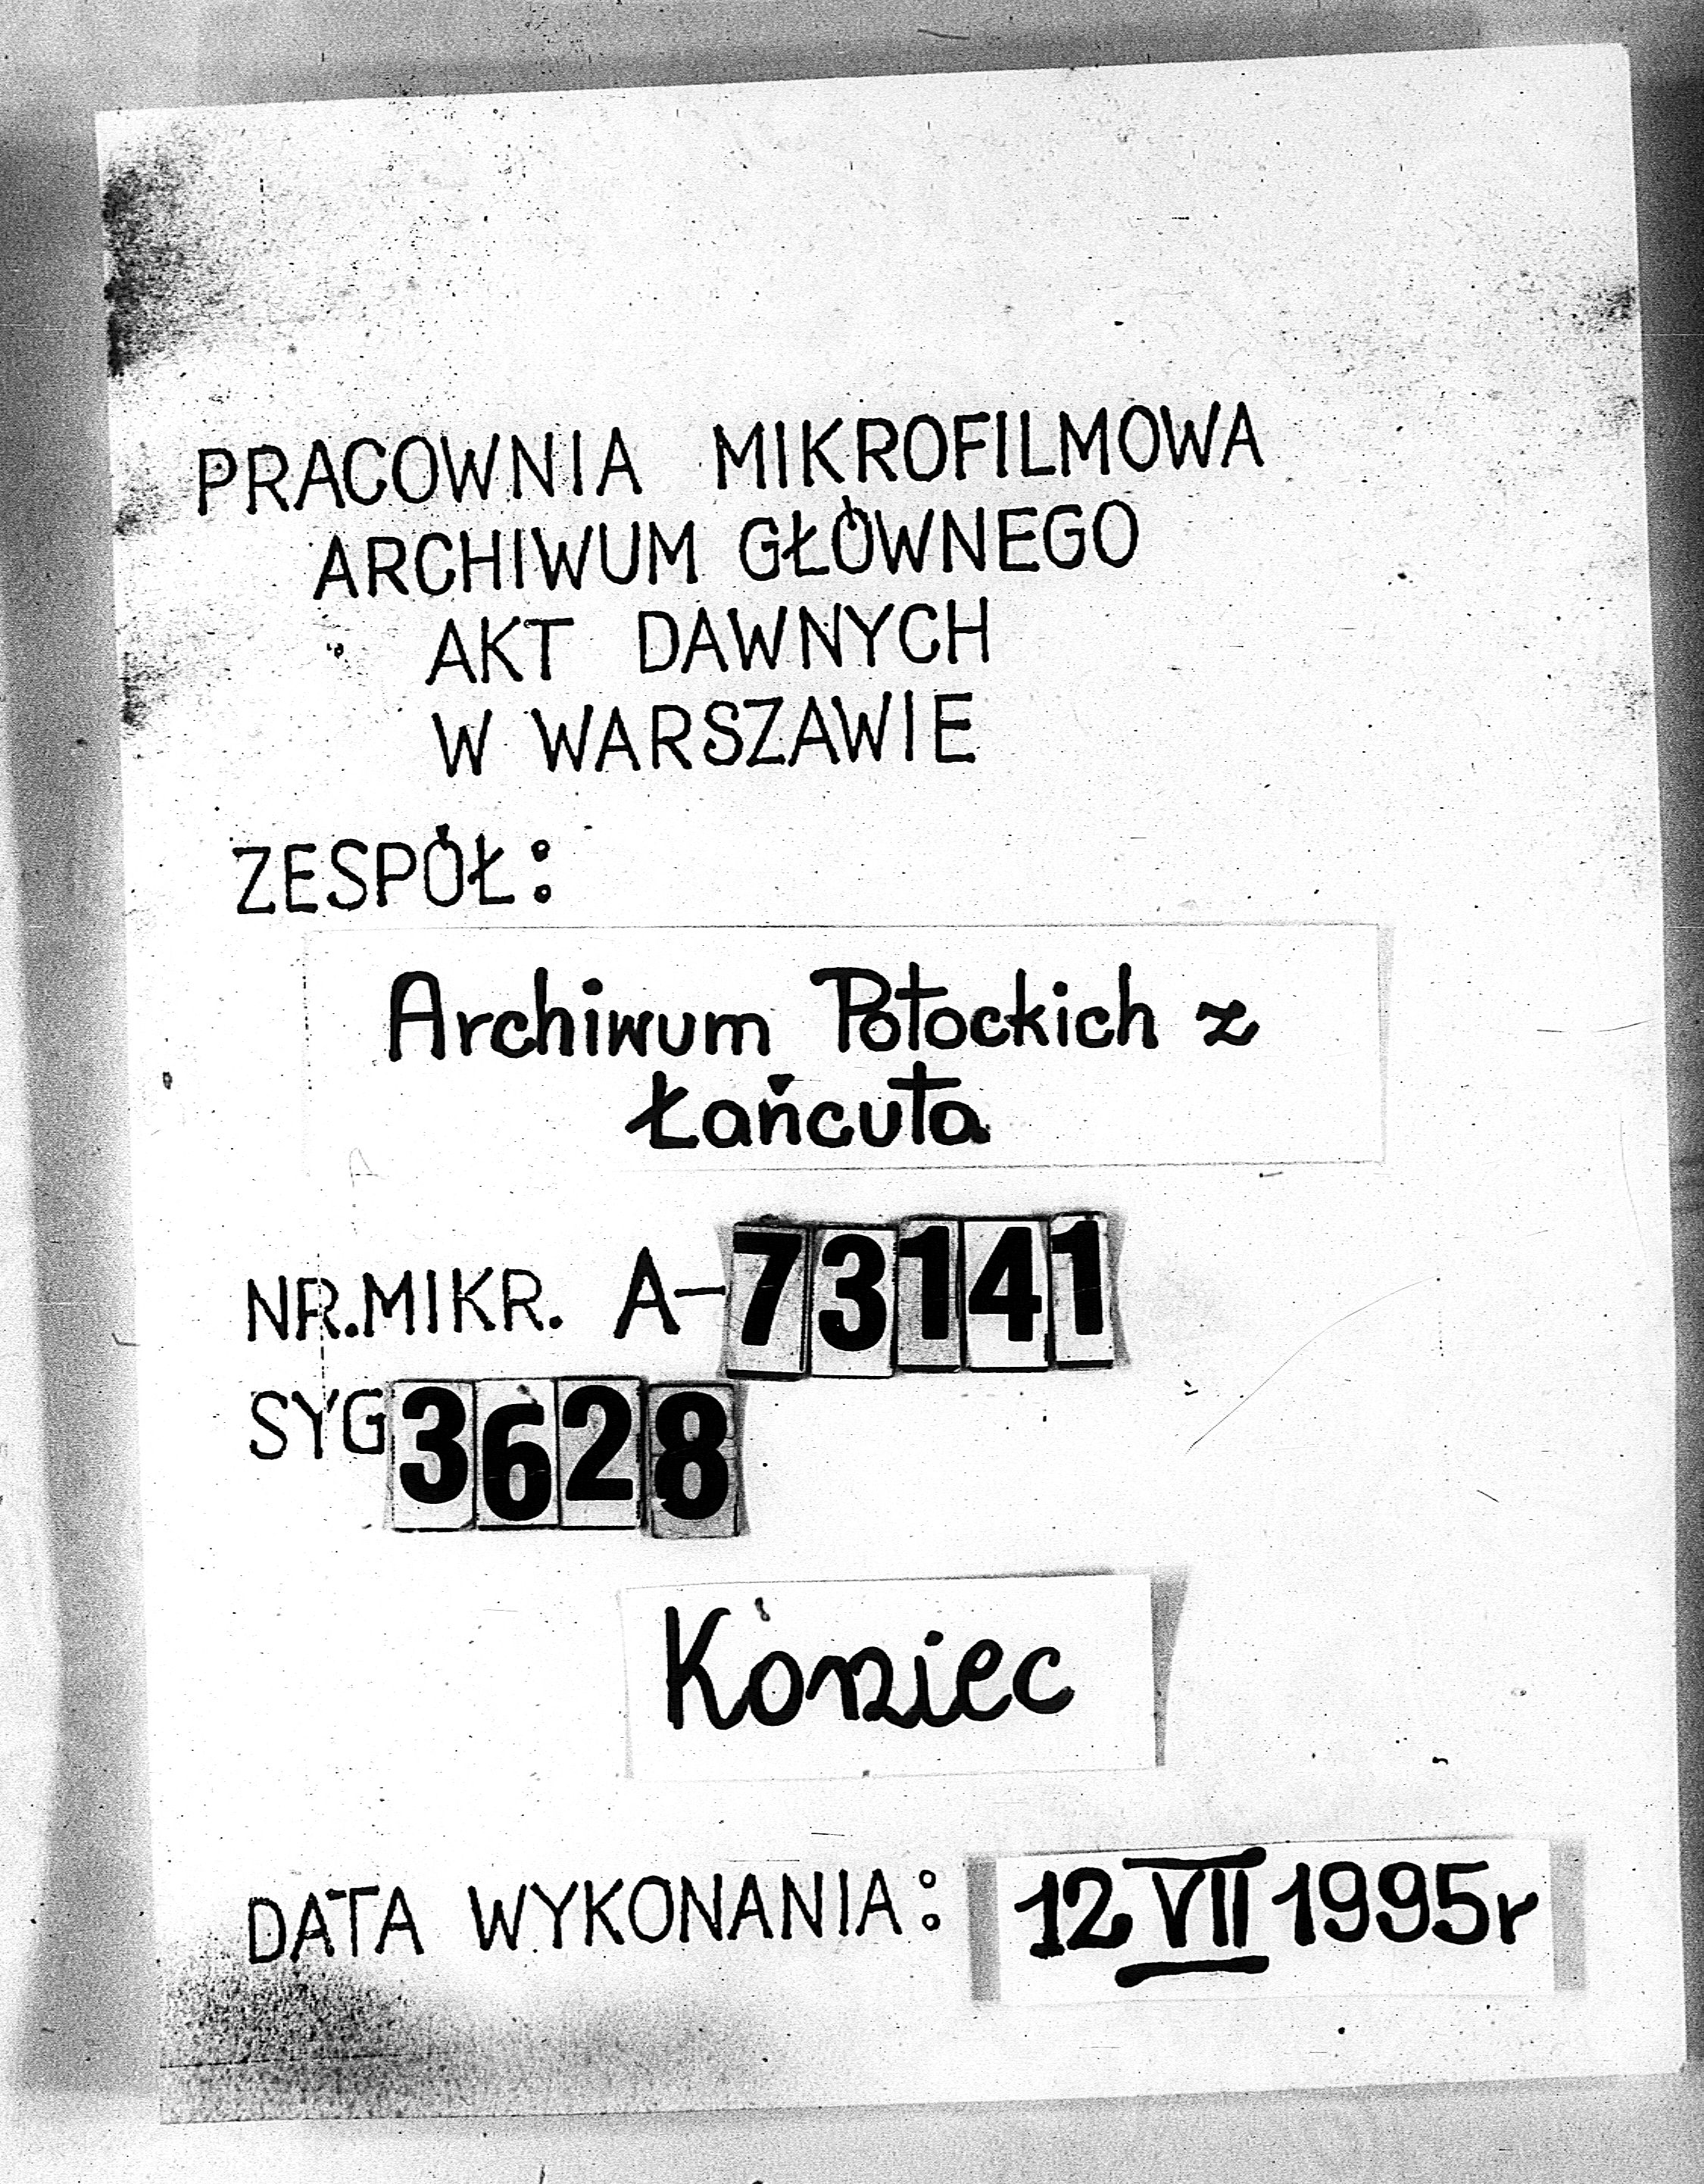 PRACOWNIA MIKROFILMOWA
ARCHIWUM GŁÓWNEGO
AKT DAWNYCH
W WARSZAWIE
ZESPÓŁ:
Archiwum Potockich z
Łańcuta
NR.MIKR. A-73141
SYG 3628
Koniec
DATA WYKONANIA: 12 VII 1995r